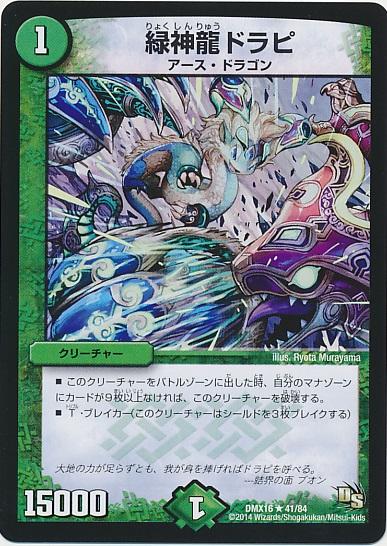 1
りょくしんりゅう
緑神龍ドラピ
アース・ドラゴン
クリーチャー
illus. Ryota Murayama
■ このクリーチャーをバトルゾーンに出した時、自分のマナゾーン
にカードが9枚以上なければ、このクリーチャーを破壊する。
■ T・ブレイカー(このクリーチャーはシールドを3枚ブレイクする)
大地の力が足らずとも、我が身を捧げればドラピを呼べる。
---詰界の面 ブオン
15000
1
DMX16 ★ 41/84
©2014 Wizards/Shogakukan/Mitsui-Kids
DS